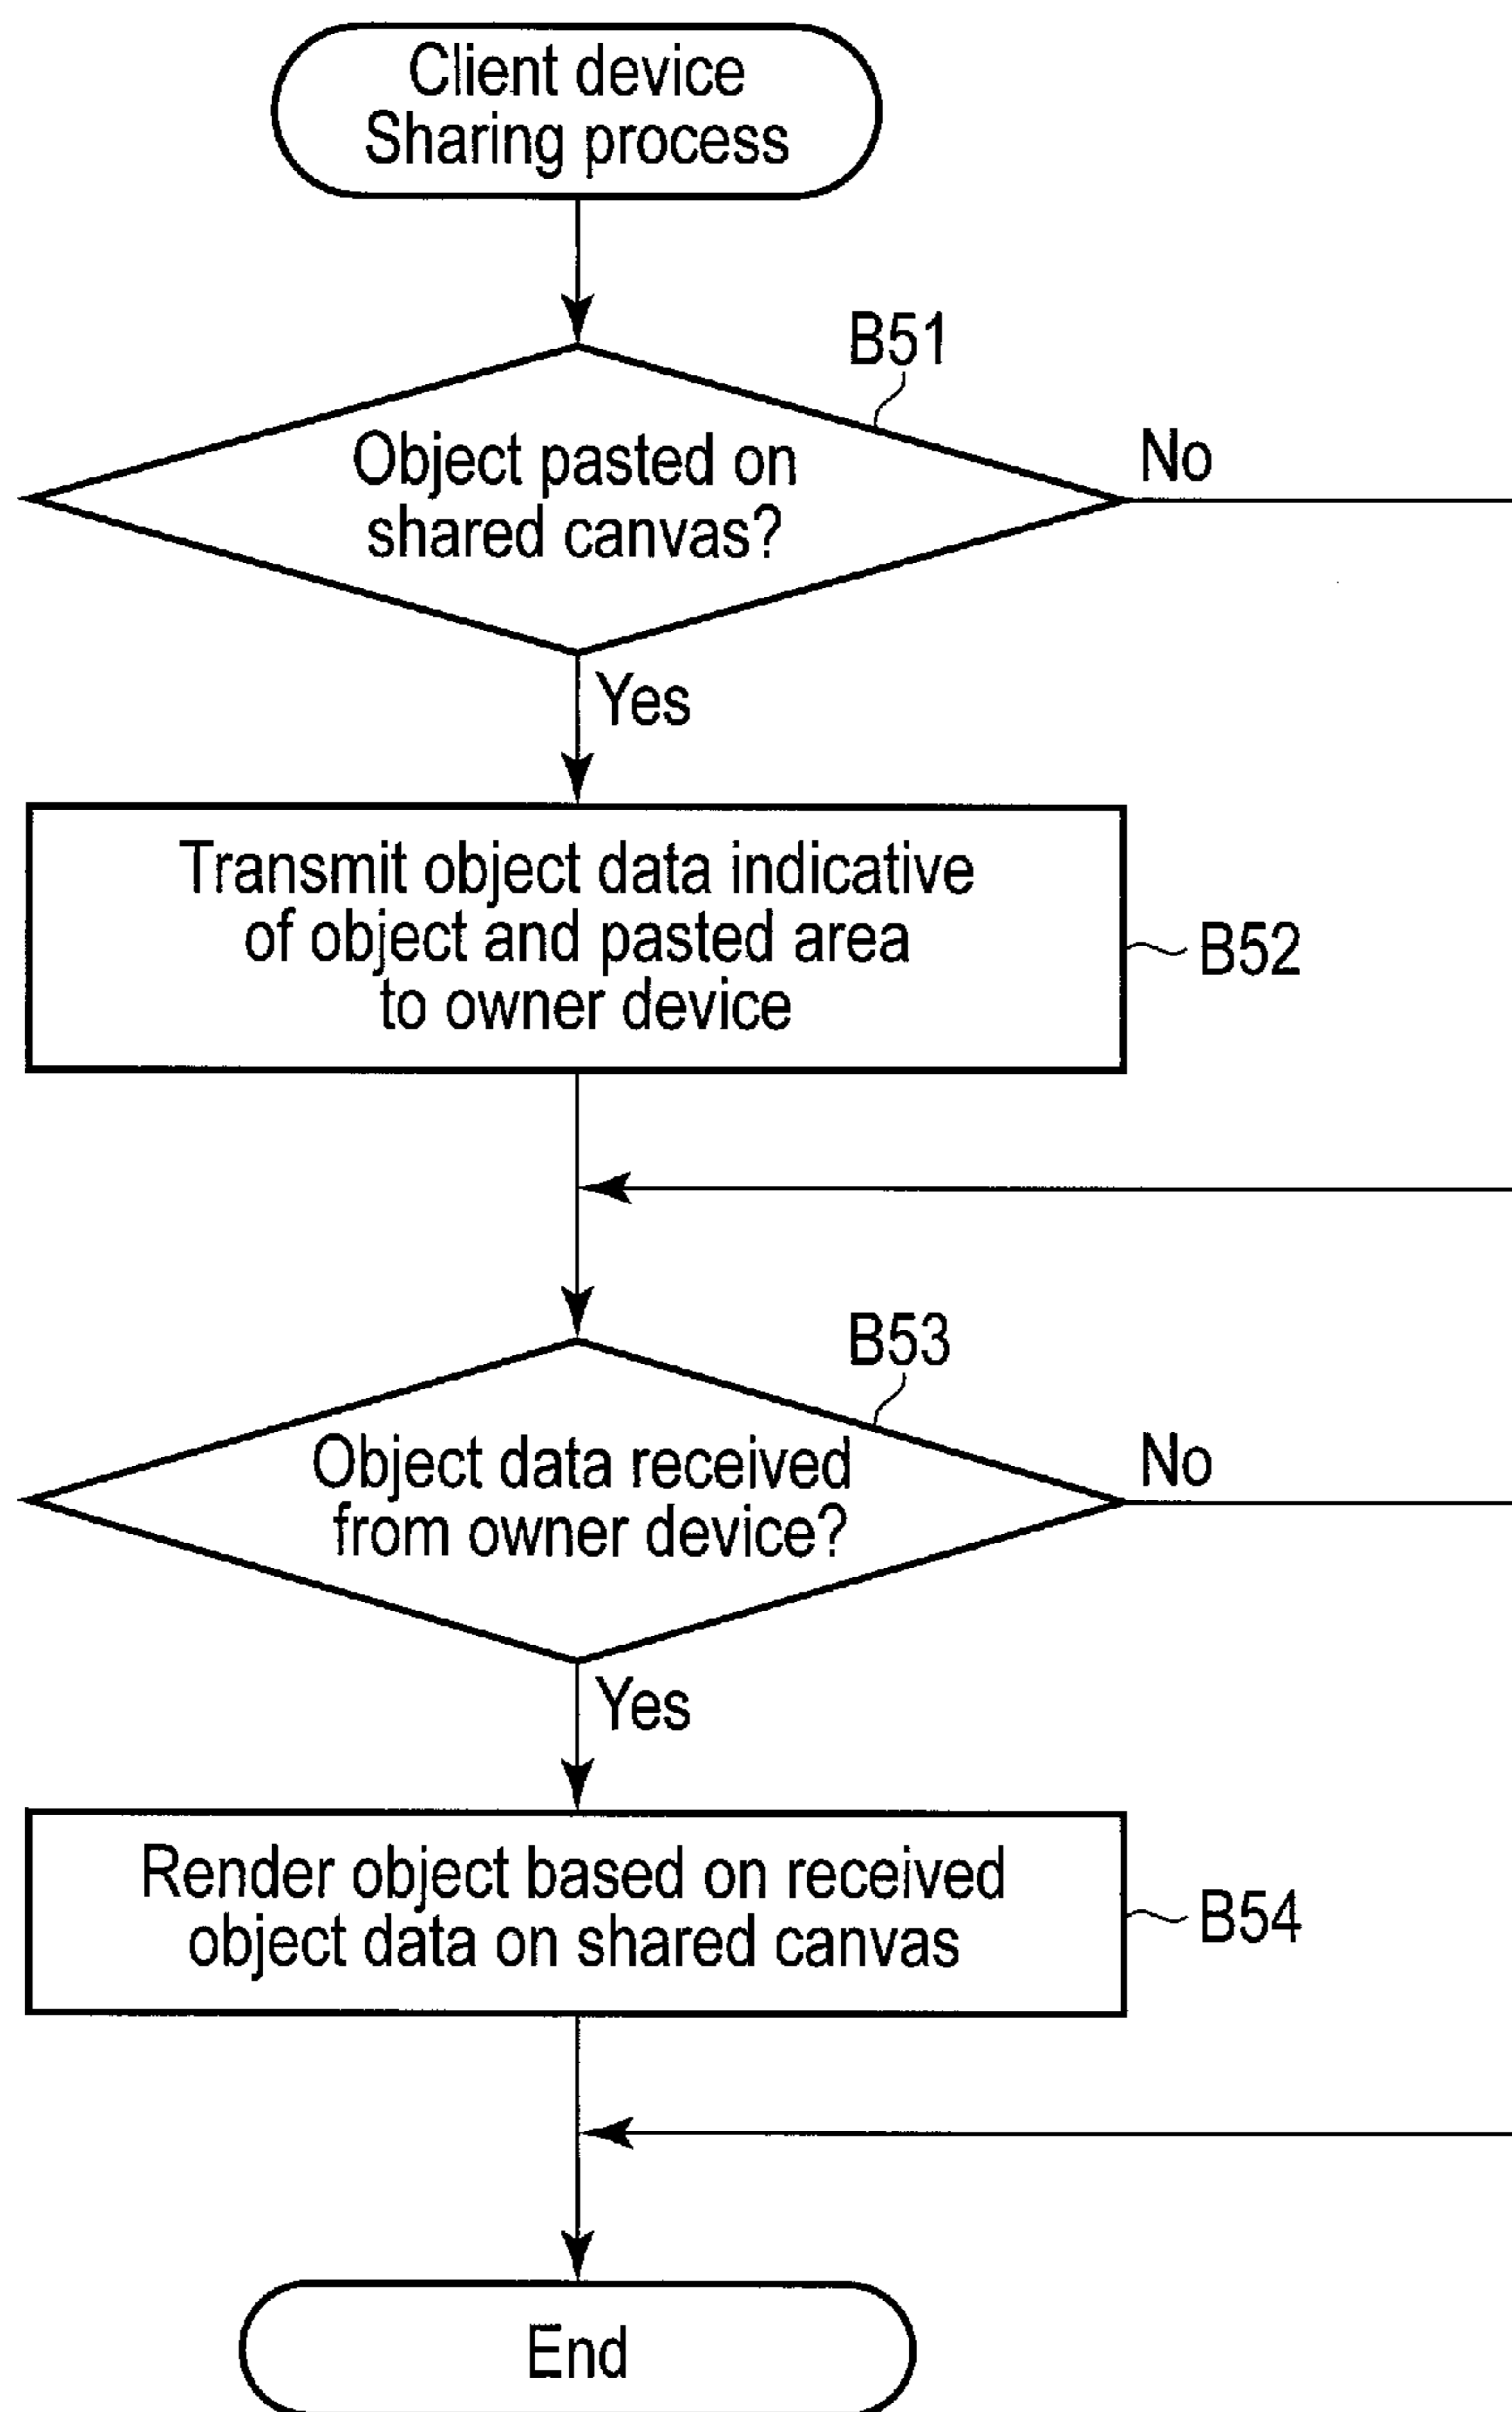 Client device
Sharing process
B51
Object pasted on
shared canvas?
No
Yes
Transmit object data indicative
of object and pasted area
to owner device
B52
B53
Object data received
from owner device?
No
Yes
Render object based on received
object data on shared canvas
B54
End